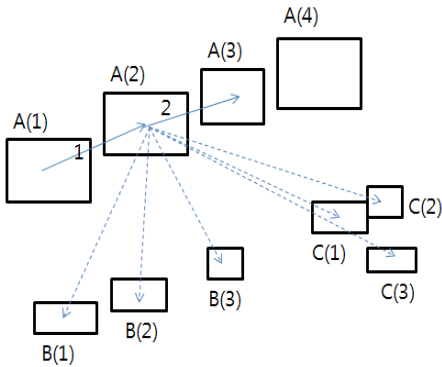 A(4)
A(3)
A(2)
2
A(1)
1
C(2)
C(1)
C(3)
B(3)
B(2)
B(1)